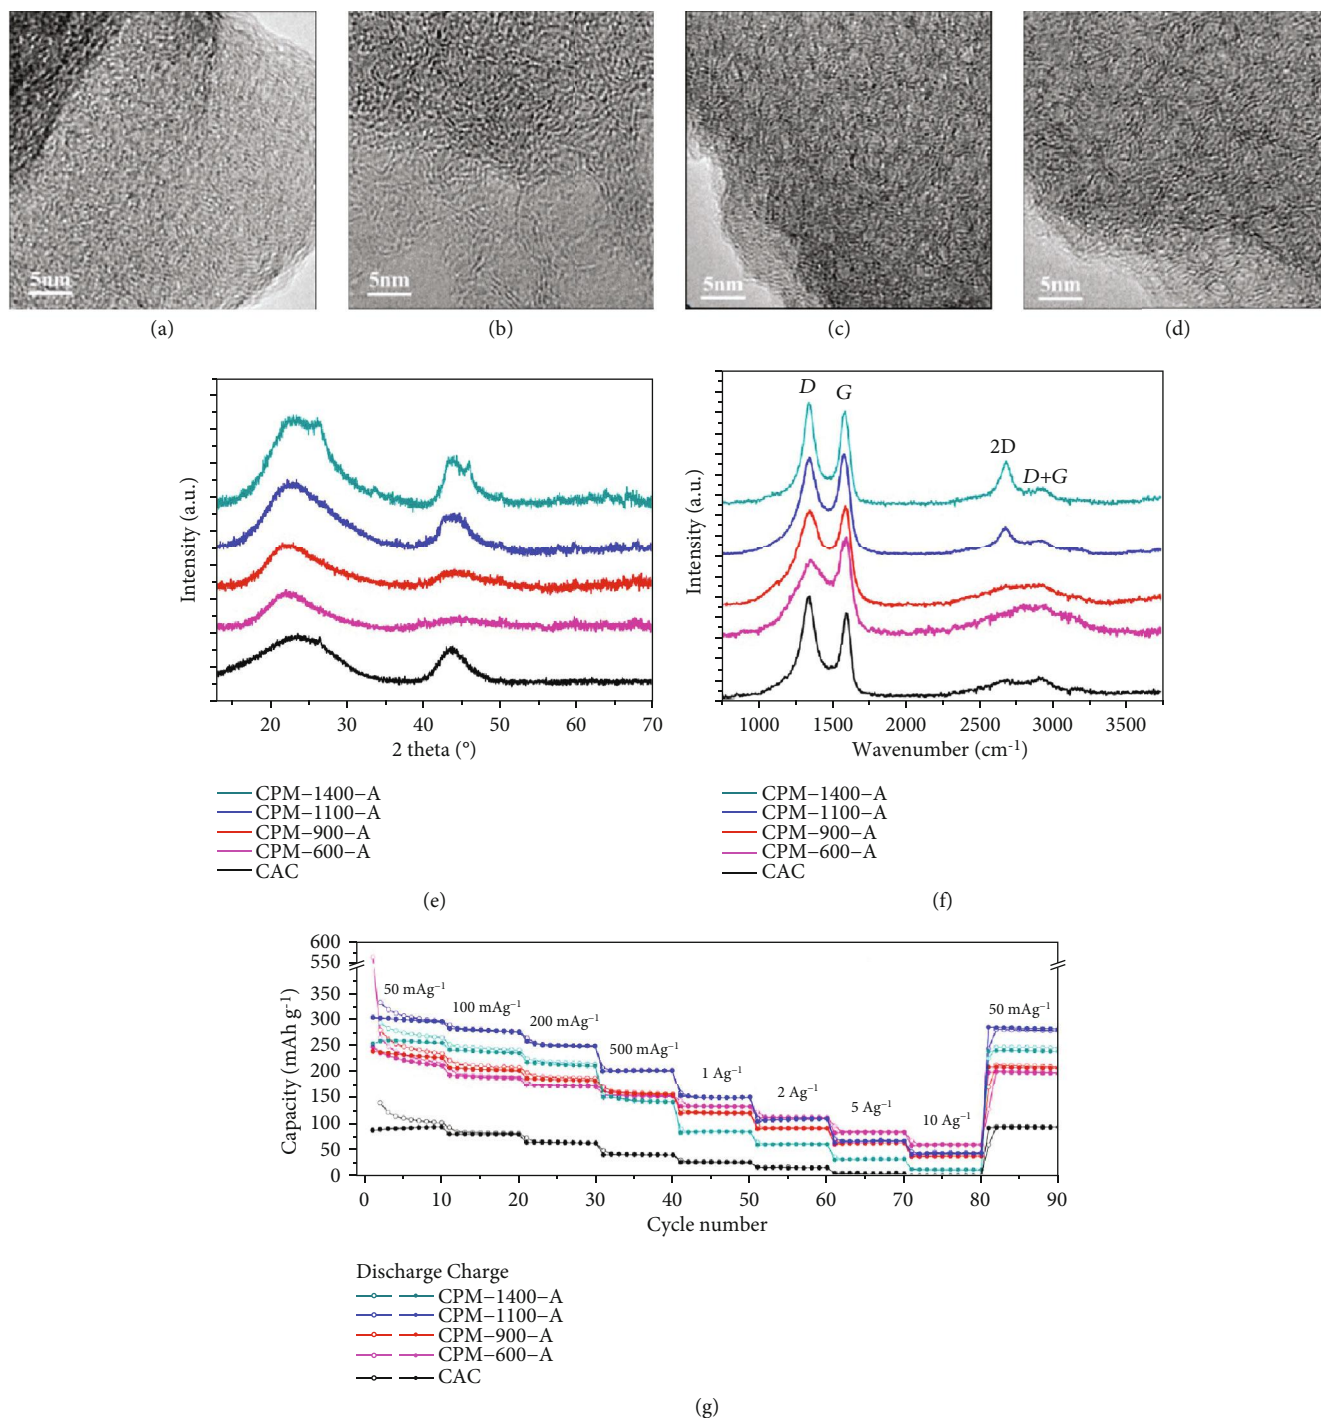 5nm
5nm
5nm
5nm
(a)
(b)
(c)
(d)
Intensity (a.u.)
20
30
40
50
60
70
2 theta (°)
CPM−1400−A
CPM−1100−A
CPM−900−A
CPM−600−A
CAC
(e)
D
G
2D
D+G
Intensity (a.u.)
1000
1500
2000
2500
3000
3500
Wavenumber (cm-1)
CPM−1400−A
CPM−1100−A
CPM−900−A
CPM−600−A
CAC
(f)
Capacity (mAh g-1)
600
550
350
300
250
200
150
100
50
0
50 mAg−1
100 mAg−1
200 mAg−1
500 mAg−1
1 Ag−1
2 Ag−1
5 Ag−1
10 Ag−1
50 mAg−1
0
10
20
30
40
50
60
70
80
90
Cycle number
Discharge Charge
CPM−1400−A
CPM−1100−A
CPM−900−A
CPM−600−A
CAC
(g)